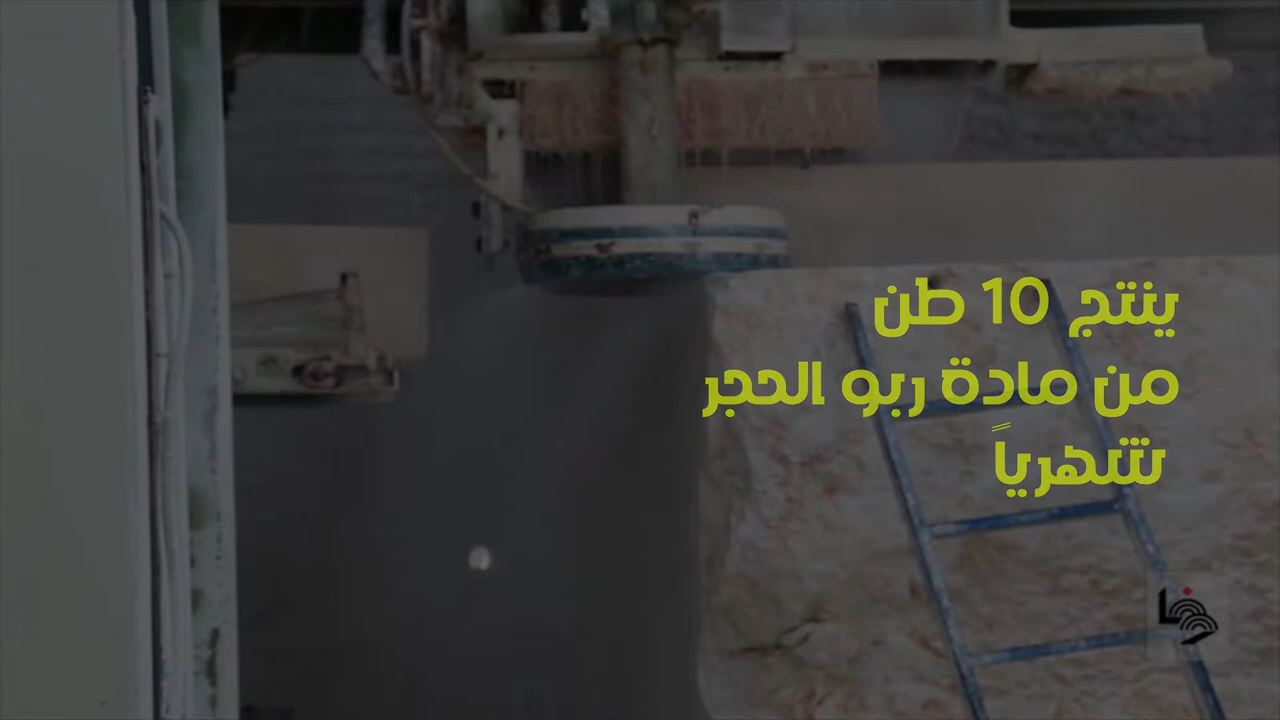 ينتج 10 طن
من مادة ربو الحجر
شهرياً